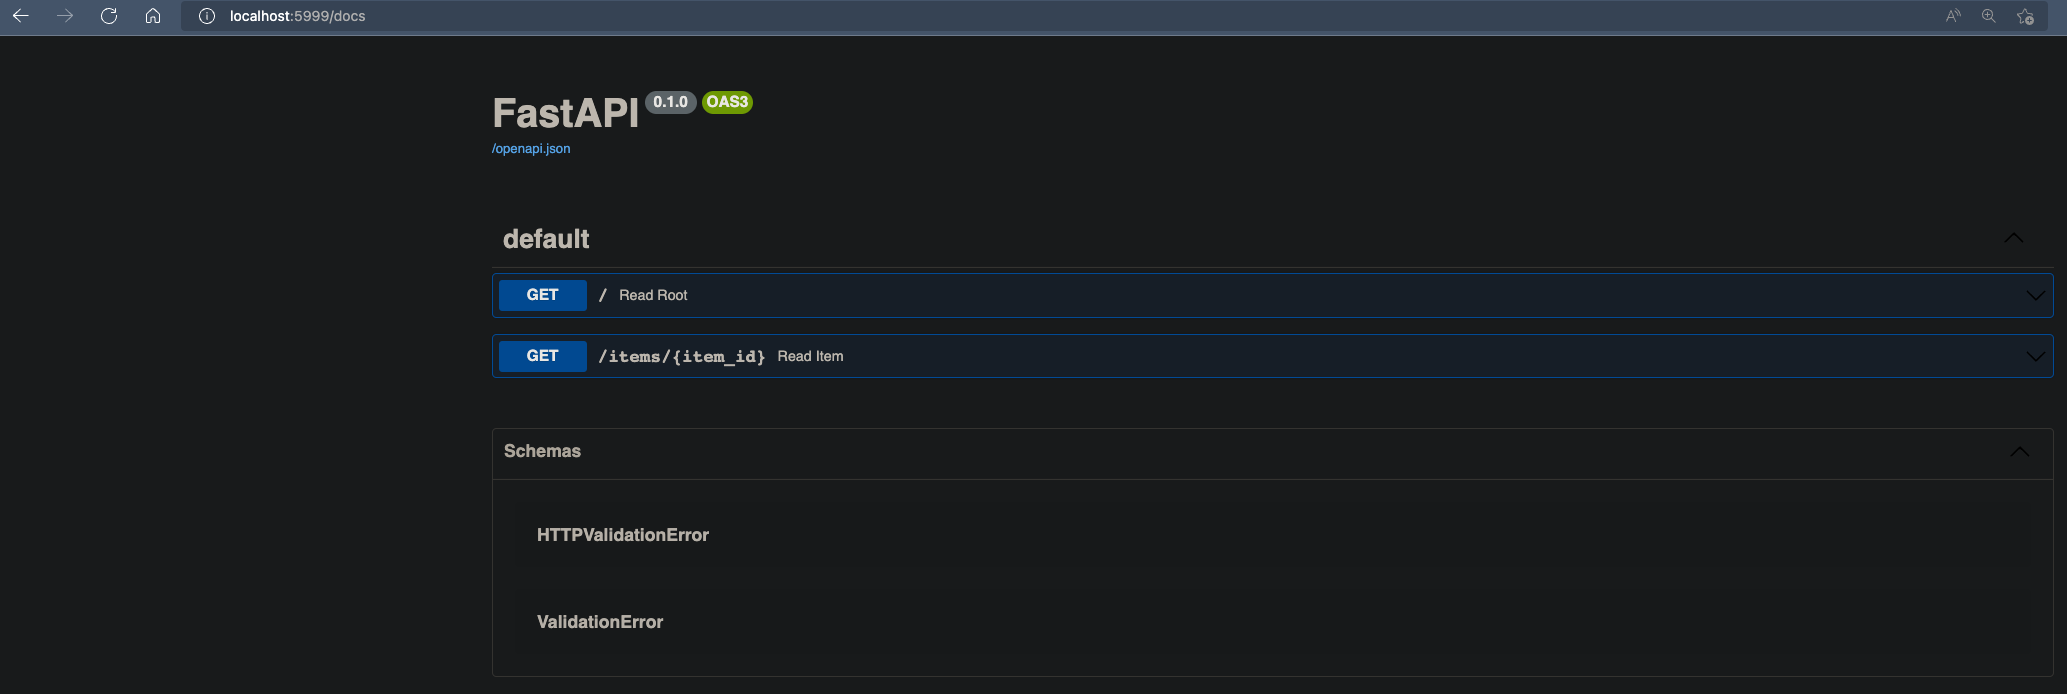 localhost:5999/docs
FastAPI 0.1.0 OAS3
/openapi.json
default
GET / Read Root
GET /items/{item_id} Read Item
Schemas
HTTPValidationError
ValidationError